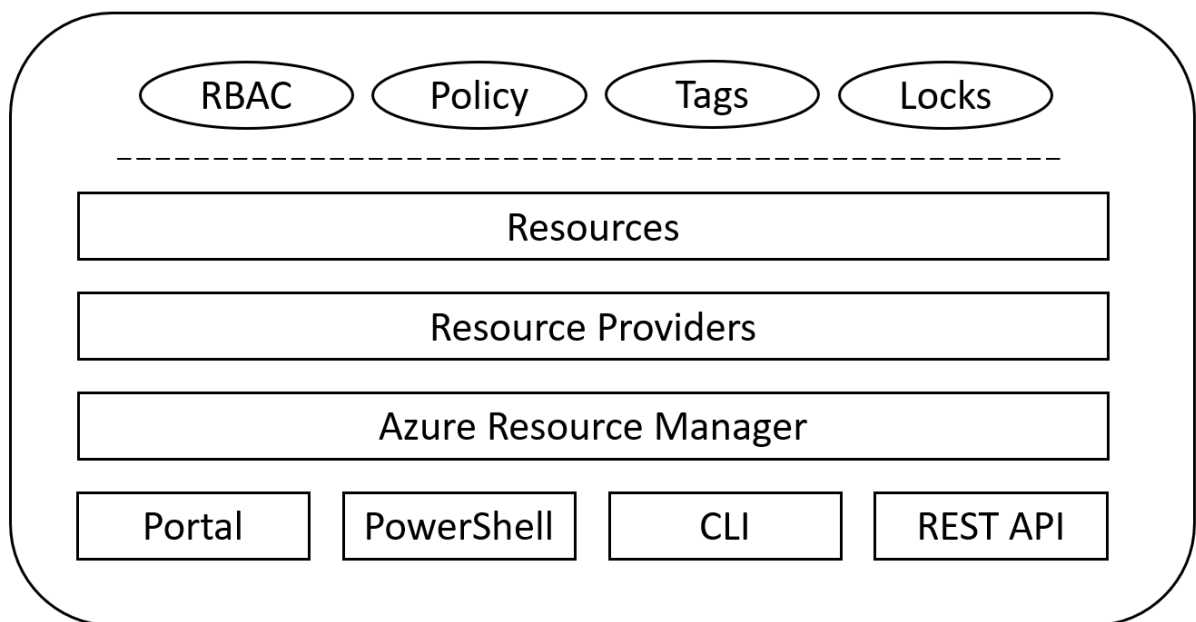 RBAC Policy Tags Locks
Resources
Resource Providers
Azure Resource Manager
Portal PowerShell CLI REST API